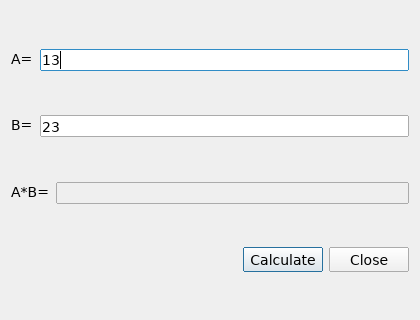 A= 13
B= 23
A*B=
Calculate Close